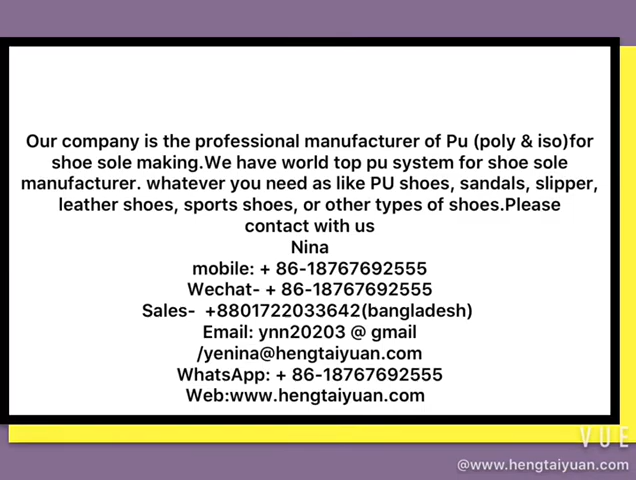 Our company is the professional manufacturer of Pu (poly & iso)for
shoe sole making.We have world top pu system for shoe sole
manufacturer. whatever you need as like PU shoes, sandals, slipper,
leather shoes, sports shoes, or other types of shoes.Please
contact with us
Nina
mobile: + 86-18767692555
Wechat- + 86-18767692555
Sales-  +8801722033642(bangladesh)
Email: ynn20203 @ gmail
/yenina@hengtaiyuan.com
WhatsApp: + 86-18767692555
Web:www.hengtaiyuan.com
VUE
@www.hengtaiyuan.com